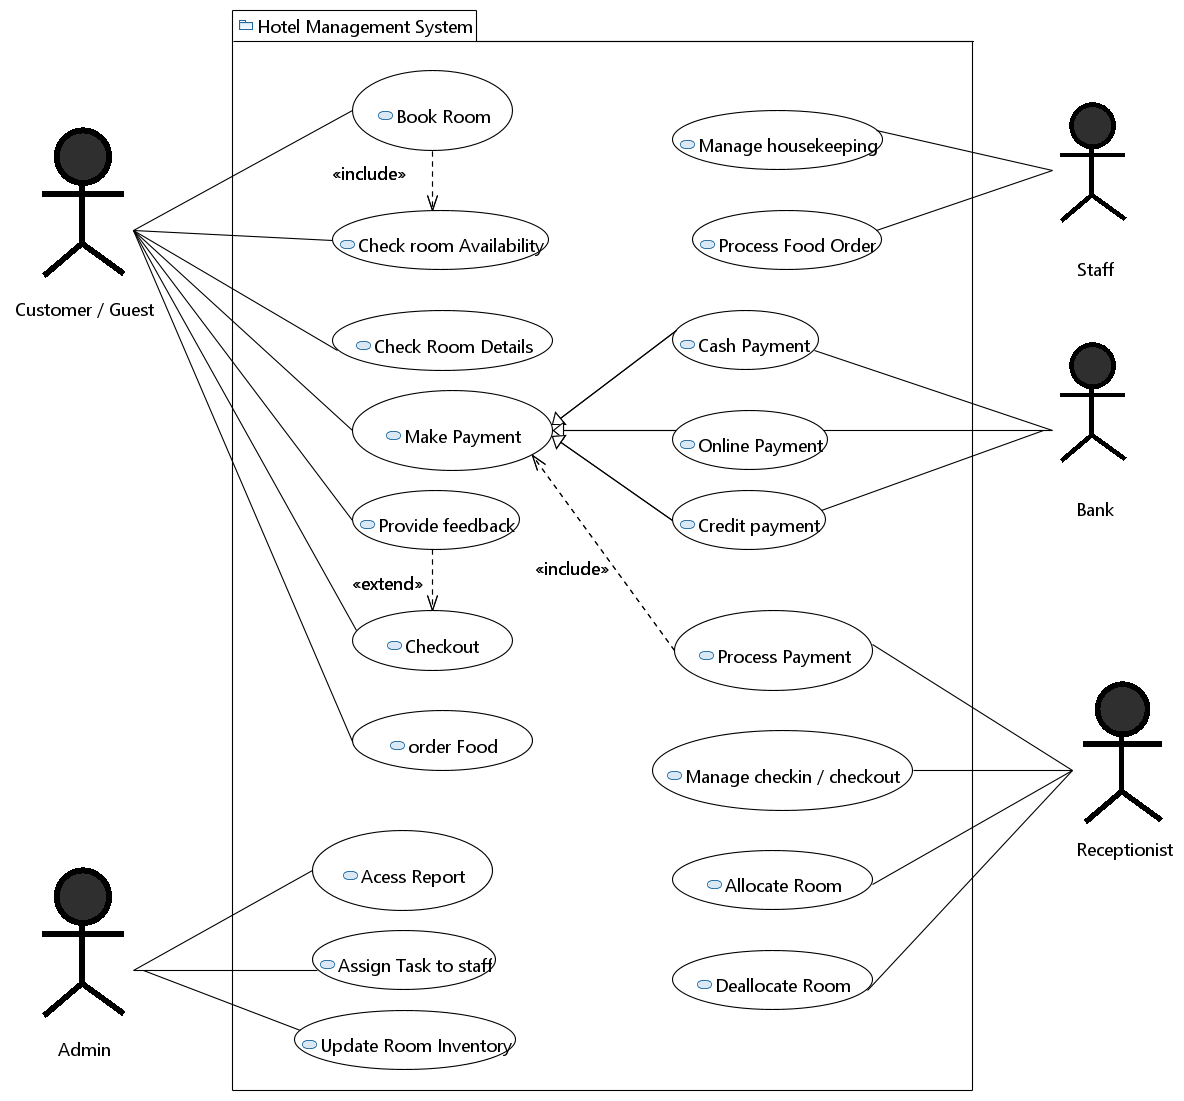 Hotel Management System
Book Room
«include»
Check room Availability
Check Room Details
Make Payment
Provide feedback
«extend»
Checkout
order Food
Acess Report
Assign Task to staff
Update Room Inventory
Manage housekeeping
Process Food Order
Cash Payment
Online Payment
Credit payment
«include»
Process Payment
Manage checkin / checkout
Allocate Room
Deallocate Room
Customer / Guest
Admin
Staff
Bank
Receptionist